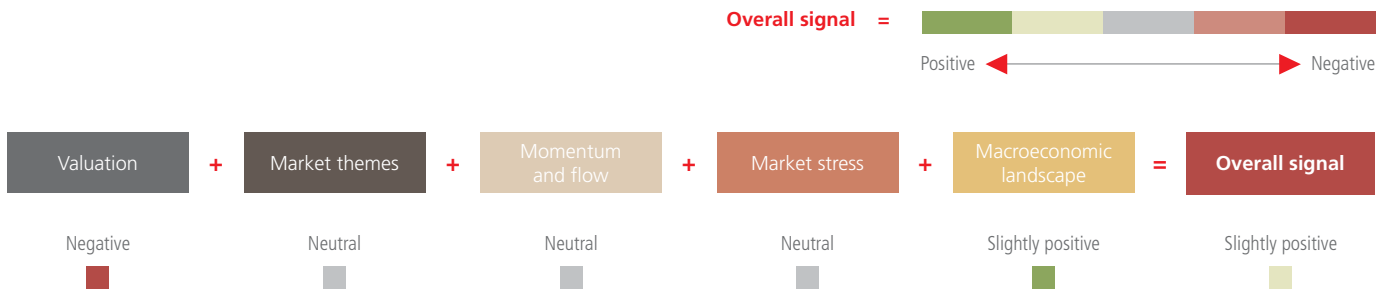 Overall signal =
Positive Negative
Valuation + Market themes + Momentum
and flow + Market stress + Macroeconomic
landscape = Overall signal
Negative Neutral Neutral Neutral Slightly positive Slightly positive